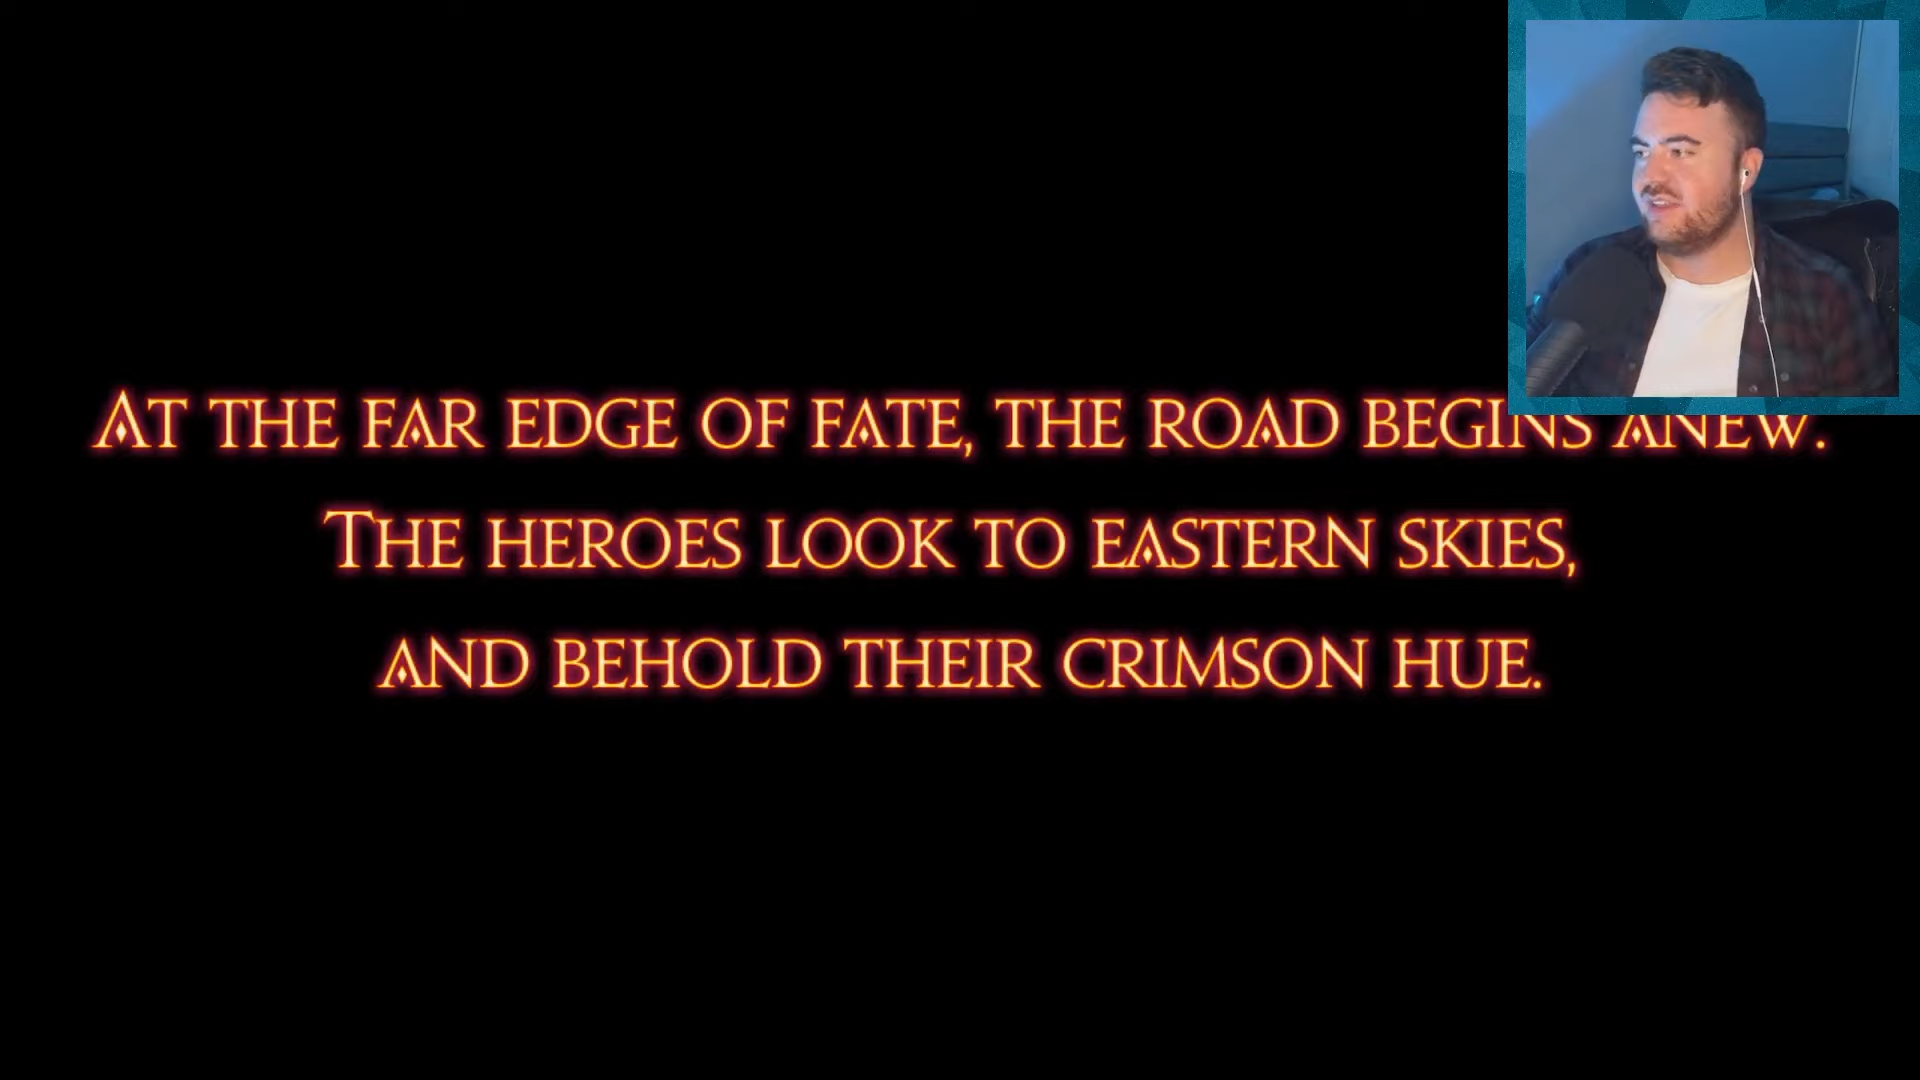 At the far edge of fate, the road begins anew.
The heroes look to eastern skies,
and behold their crimson hue.